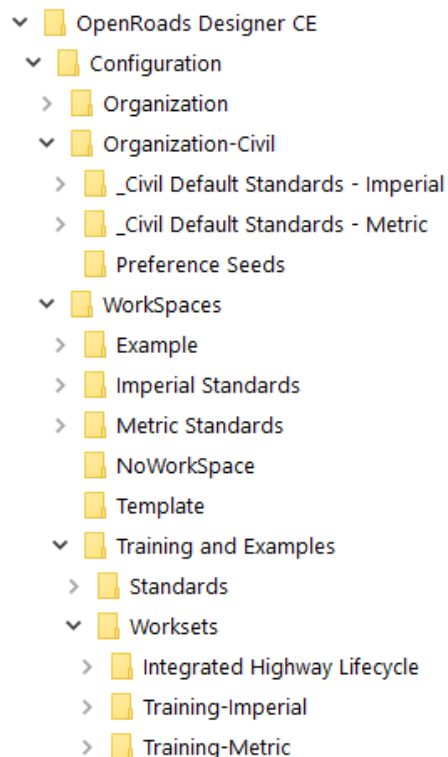 OpenRoads Designer CE
Configuration
Organization
Organization-Civil
_Civil Default Standards - Imperial
_Civil Default Standards - Metric
Preference Seeds
WorkSpaces
Example
Imperial Standards
Metric Standards
NoWorkSpace
Template
Training and Examples
Standards
Worksets
Integrated Highway Lifecycle
Training-Imperial
Training-Metric